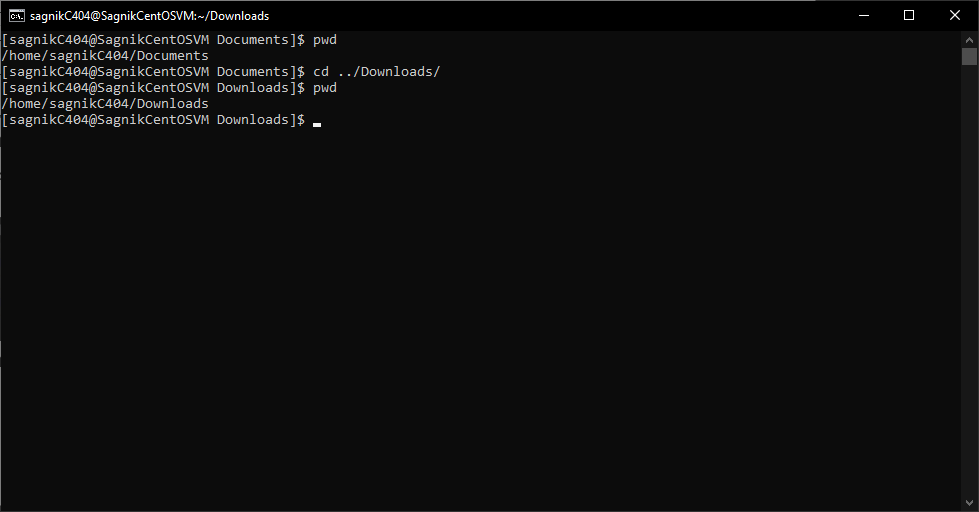 sagnikC404@SagnikCentOSVM:~/Downloads
[sagnikC404@SagnikCentOSVM Documents]$ pwd
/home/sagnikC404/Documents
[sagnikC404@SagnikCentOSVM Documents]$ cd ../Downloads/
[sagnikC404@SagnikCentOSVM Downloads]$ pwd
/home/sagnikC404/Downloads
[sagnikC404@SagnikCentOSVM Downloads]$